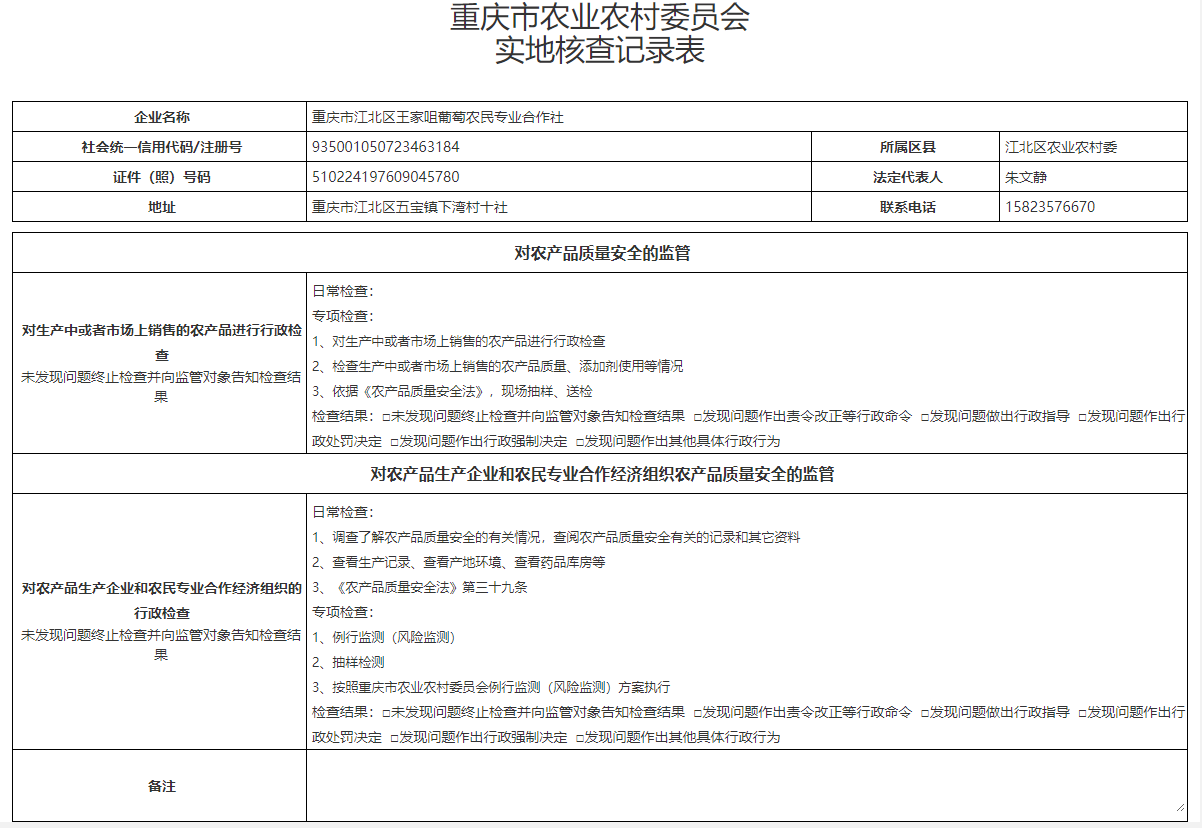 重庆市农业农村委员会
实地核查记录表
企业名称 重庆市江北区王家咀葡萄农民专业合作社
社会统一信用代码/注册号 935001050723463184 所属区县 江北区农业农村委
证件（照）号码 510224197609045780 法定代表人 朱文静
地址 重庆市江北区五宝镇下湾村十社 联系电话 15823576670
对农产品质量安全的监管
对生产中或者市场上销售的农产品进行行政检
查
未发现问题终止检查并向监管对象告知检查结
果
日常检查：
专项检查：
1、对生产中或者市场上销售的农产品进行行政检查
2、检查生产中或者市场上销售的农产品质量、添加剂使用等情况
3、依据《农产品质量安全法》，现场抽样、送检
检查结果：□未发现问题终止检查并向监管对象告知检查结果 □发现问题作出责令改正等行政命令 □发现问题做出行政指导 □发现问题作出行
政处罚决定 □发现问题作出行政强制决定 □发现问题作出其他具体行政行为
对农产品生产企业和农民专业合作经济组织农产品质量安全的监管
对农产品生产企业和农民专业合作经济组织的
行政检查
未发现问题终止检查并向监管对象告知检查结
果
日常检查：
1、调查了解农产品质量安全的有关情况，查阅农产品质量安全有关的记录和其它资料
2、查看生产记录、查看产地环境、查看药品库房等
3、《农产品质量安全法》第三十九条
专项检查：
1、例行监测（风险监测）
2、抽样检测
3、按照重庆市农业农村委员会例行监测（风险监测）方案执行
检查结果：□未发现问题终止检查并向监管对象告知检查结果 □发现问题作出责令改正等行政命令 □发现问题做出行政指导 □发现问题作出行
政处罚决定 □发现问题作出行政强制决定 □发现问题作出其他具体行政行为
备注